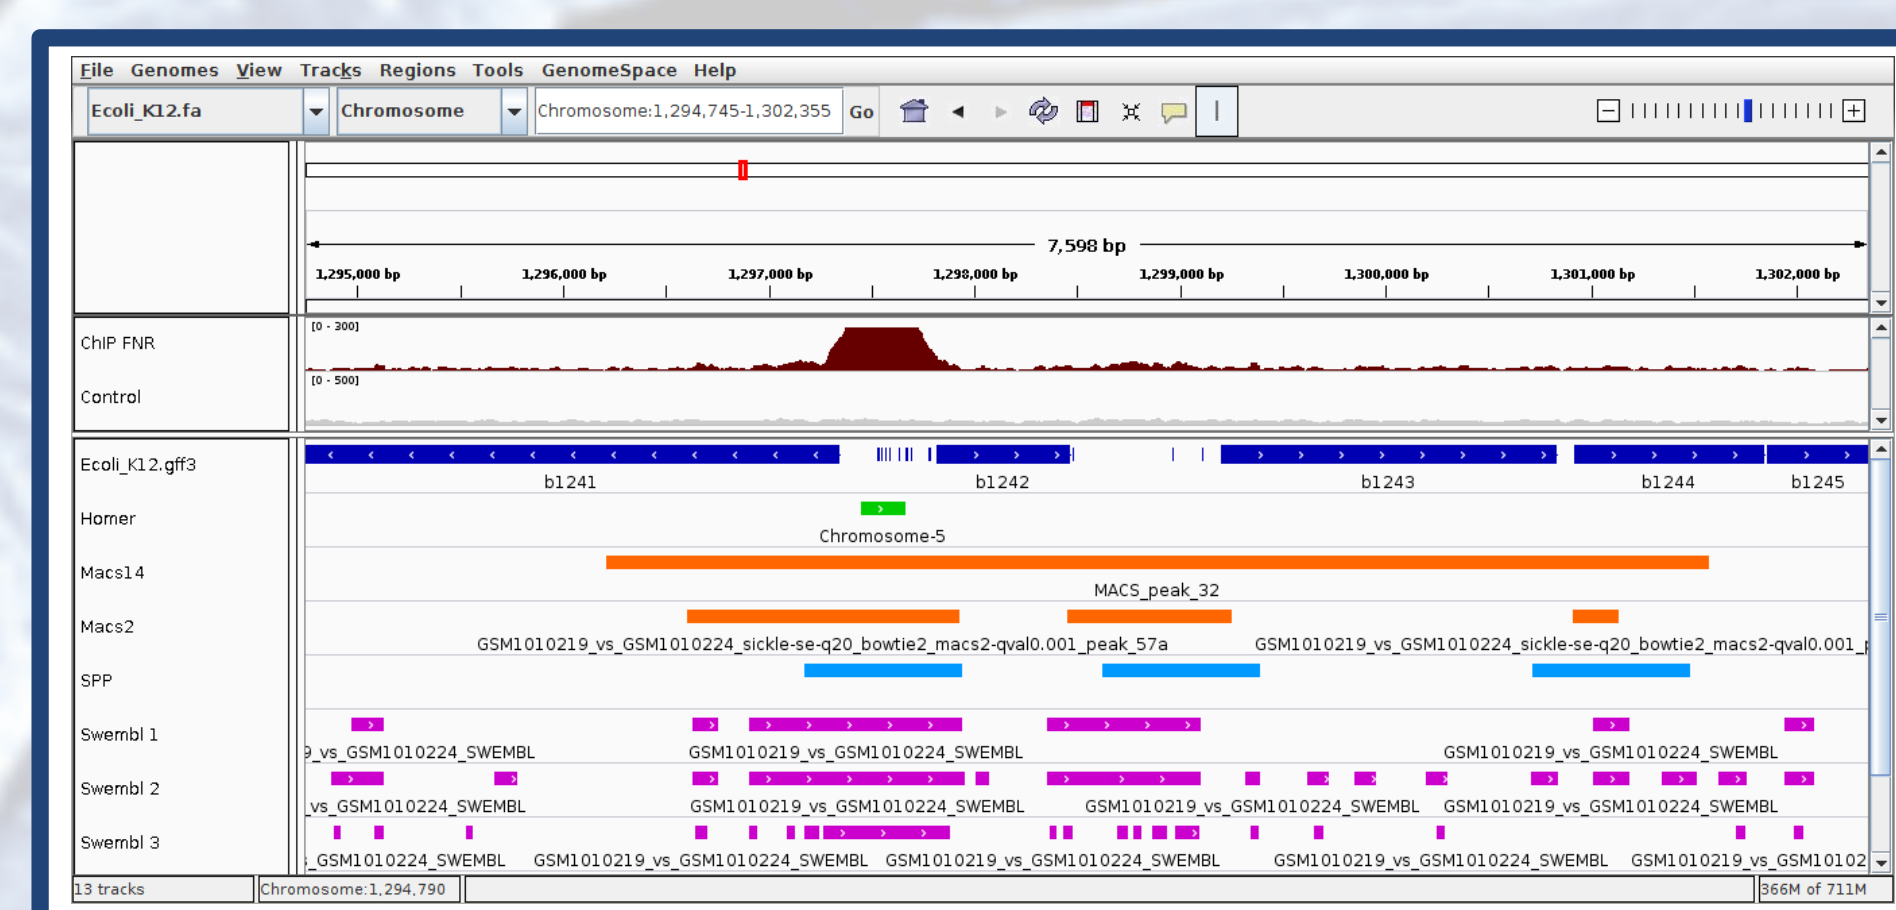 File Genomes View Tracks Regions Tools GenomeSpace Help
Ecoli_K12.fa Chromosome Chromosome:1,294,745-1,302,355 Go
7,598 bp
1,295,000 bp 1,296,000 bp 1,297,000 bp 1,298,000 bp 1,299,000 bp 1,300,000 bp 1,301,000 bp 1,302,000 bp
[0 - 300]
ChIP FNR
[0 - 500]
Control
Ecoli_K12.gff3
b1241 b1242 b1243 b1244 b1245
Homer
Chromosome-5
Macs14
MACS_peak_32
Macs2
GSM1010219_vs_GSM1010224_sickle-se-q20_bowtie2_macs2-qval0.001_peak_57a GSM1010219_vs_GSM1010224_sickle-se-q20_bowtie2_macs2-qval0.001_p
SPP
Swembl 1
9_vs_GSM1010224_SWEMBL GSM1010219_vs_GSM1010224_SWEMBL GSM1010219_vs_GSM1010224_SWEMBL
Swembl 2
_vs_GSM1010224_SWEMBL GSM1010219_vs_GSM1010224_SWEMBL GSM1010219_vs_GSM1010224_SWEMBL GSM1010219_vs_GSM1010224_SWEMBL
Swembl 3
_GSM1010224_SWEMBL GSM1010219_vs_GSM1010224_SWEMBL GSM1010219_vs_GSM1010224_SWEMBL GSM1010219_vs_GSM1010224_SWEMBL GSM1010219_vs_GSM10102
13 tracks Chromosome:1,294,790 366M of 711M